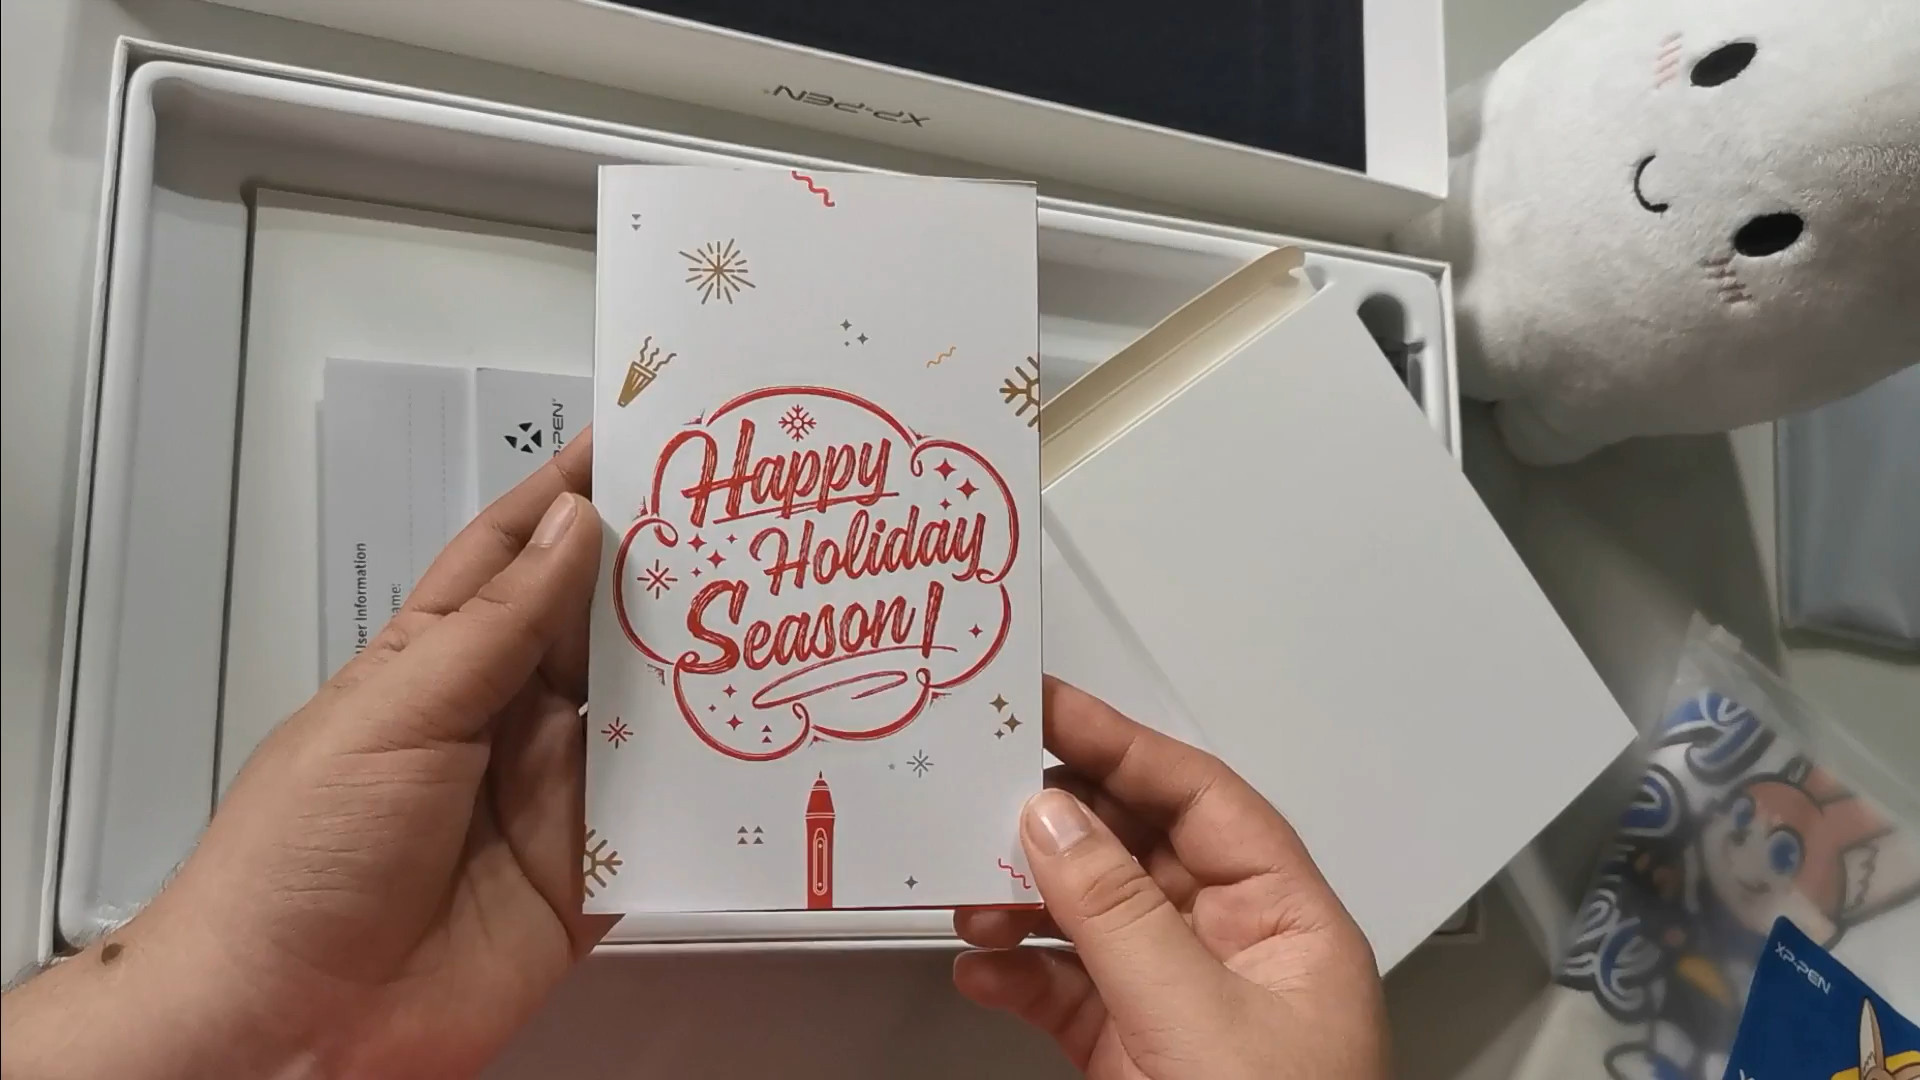 XP-PEN
Happy
Holiday
Season!
XP-PEN
User Information
XP-PEN